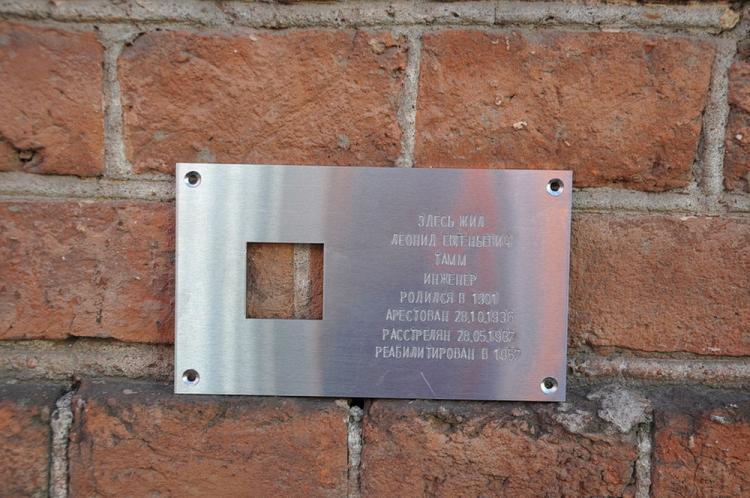 ЗДЕСЬ ЖИЛ
ЛЕОНИД ЕВГЕНЬЕВИЧ
ТАММ
ИНЖЕНЕР
РОДИЛСЯ В 1901
АРЕСТОВАН 28.10.1936
РАССТРЕЛЯН 28.05.1937
РЕАБИЛИТИРОВАН В 1957